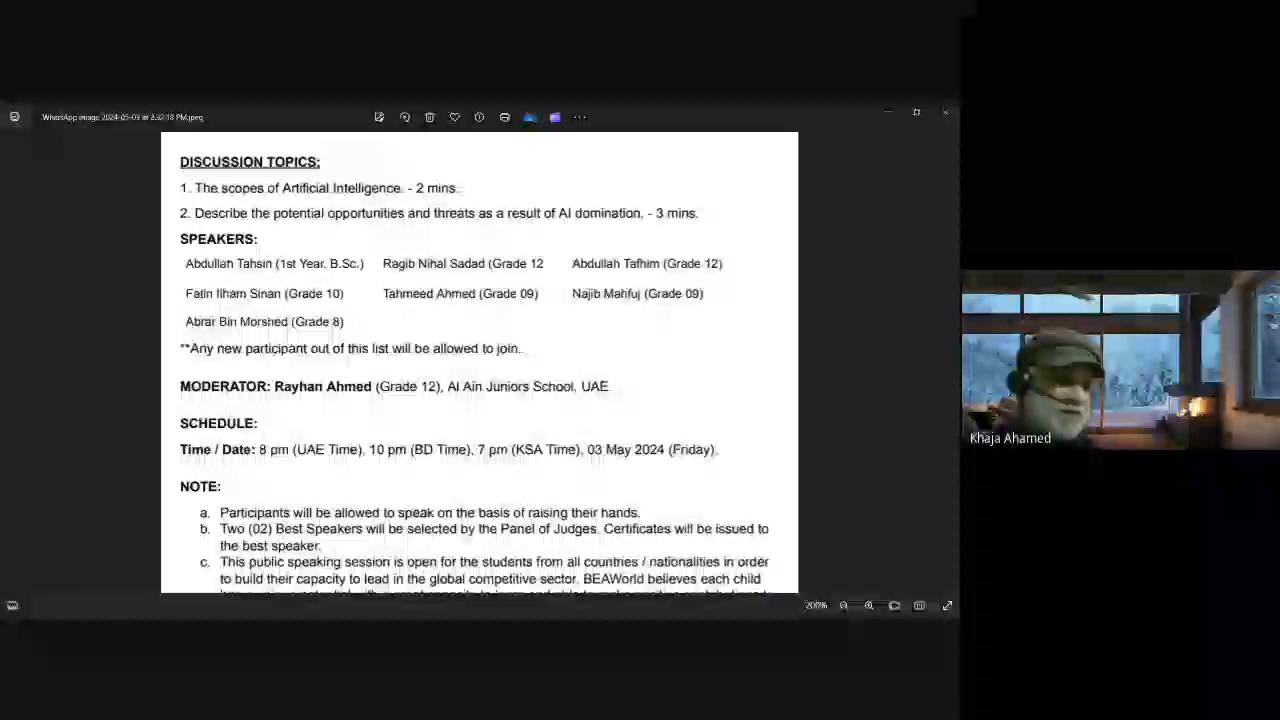 WhatsApp Image 2024-05-03 at 2.32.18 PM.jpeg
DISCUSSION TOPICS:
1. The scopes of Artificial Intelligence. - 2 mins.
2. Describe the potential opportunities and threats as a result of AI domination. - 3 mins.
SPEAKERS:
Abdullah Tahsin (1st Year, B.Sc.) Ragib Nihal Sadad (Grade 12 Abdullah Tafhim (Grade 12)
Fatin Ilham Sinan (Grade 10) Tahmeed Ahmed (Grade 09) Najib Mahfuj (Grade 09)
Abrar Bin Morshed (Grade 8)
**Any new participant out of this list will be allowed to join.
MODERATOR: Rayhan Ahmed (Grade 12), Al Ain Juniors School, UAE
SCHEDULE:
Time / Date: 8 pm (UAE Time), 10 pm (BD Time), 7 pm (KSA Time), 03 May 2024 (Friday).
NOTE:
a. Participants will be allowed to speak on the basis of raising their hands.
b. Two (02) Best Speakers will be selected by the Panel of Judges. Certificates will be issued to
the best speaker.
c. This public speaking session is open for the students from all countries / nationalities in order
to build their capacity to lead in the global competitive sector. BEAWorld believes each child
200%
Khaja Ahamed